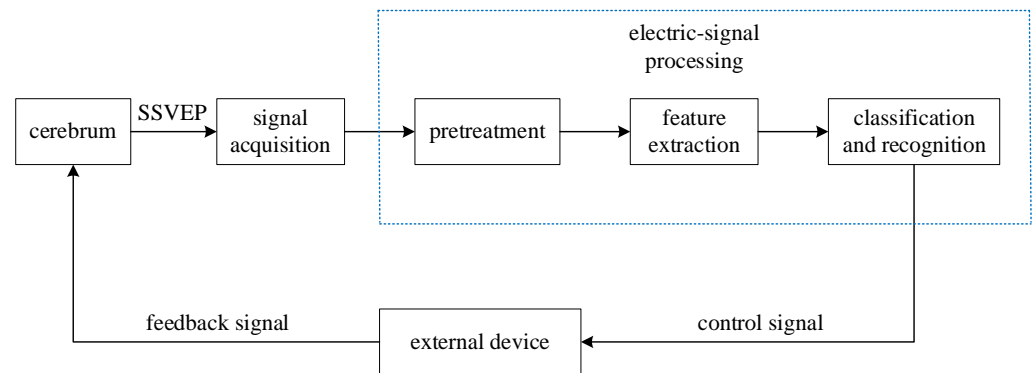 electric-signal
processing
cerebrum
SSVEP
signal
acquisition
pretreatment
feature
extraction
classification
and recognition
feedback signal
external device
control signal